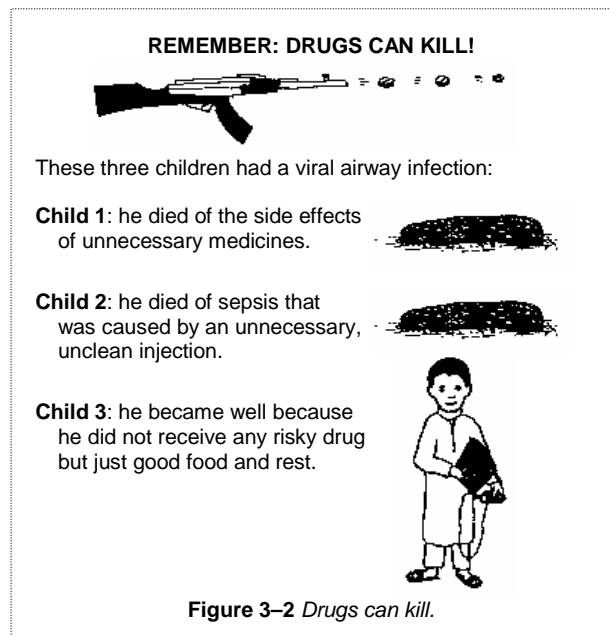 REMEMBER: DRUGS CAN KILL!
These three children had a viral airway infection:
Child 1: he died of the side effects
of unnecessary medicines.
Child 2: he died of sepsis that
was caused by an unnecessary,
unclean injection.
Child 3: he became well because
he did not receive any risky drug
but just good food and rest.
Figure 3–2 Drugs can kill.